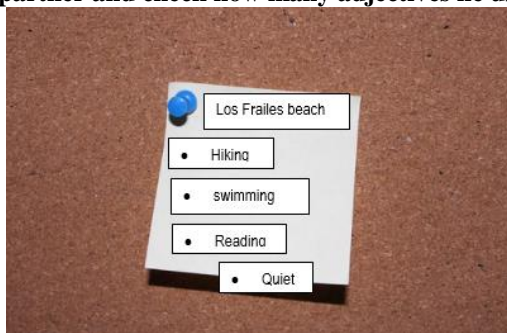 partner and check how many adjectives he
Los Frailes beach
• Hiking
• swimming
• Reading
• Quiet